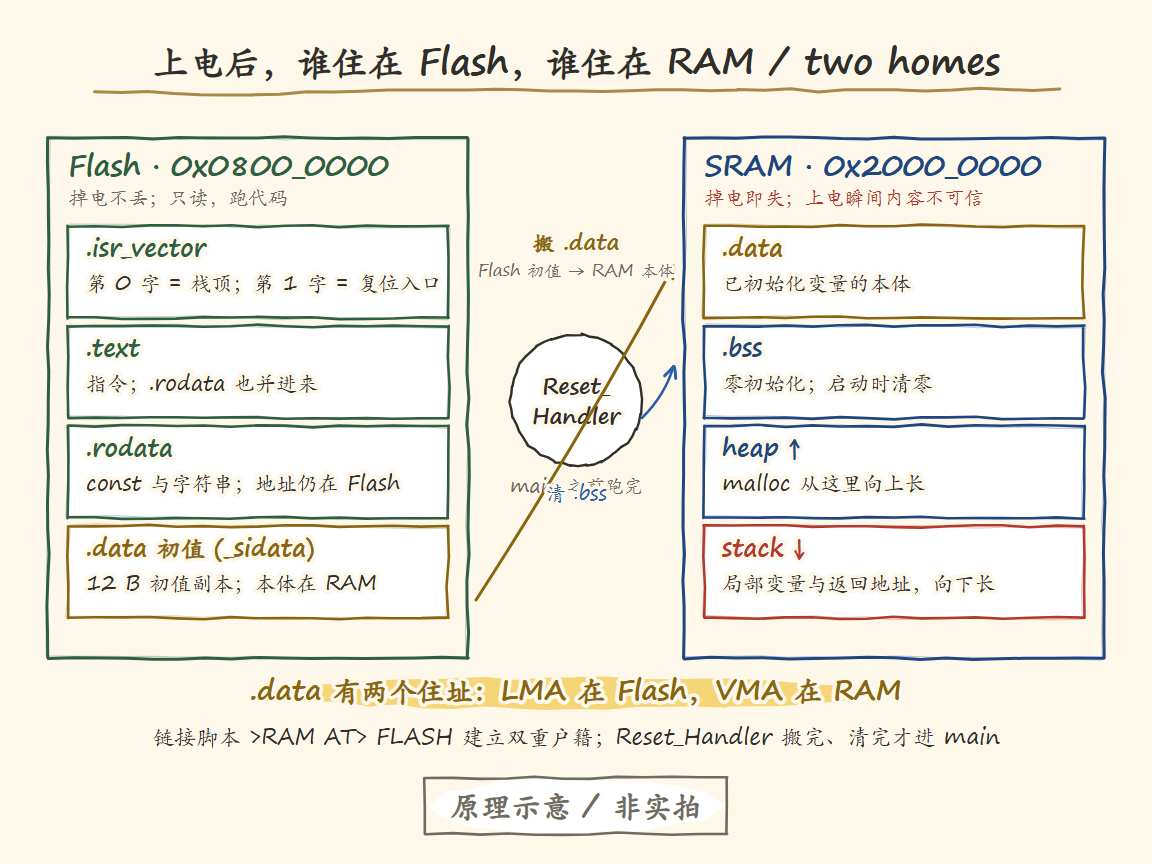 上电后，谁住在 Flash，谁住在 RAM / two homes
Flash · 0x0800_0000
掉电不丢；只读，跑代码
.isr_vector
第 0 字 = 栈顶；第 1 字 = 复位入口
.text
指令；.rodata 也并进来
.rodata
const 与字符串；地址仍在 Flash
.data 初值 (_sidata)
12 B 初值副本；本体在 RAM
搬 .data
Flash 初值 → RAM 本体
Reset_
Handler
main 之前跑完
清 .bss
SRAM · 0x2000_0000
掉电即失；上电瞬间内容不可信
.data
已初始化变量的本体
.bss
零初始化；启动时清零
heap ↑
malloc 从这里向上长
stack ↓
局部变量与返回地址，向下长
.data 有两个住址：LMA 在 Flash，VMA 在 RAM
链接脚本 >RAM AT> FLASH 建立双重户籍；Reset_Handler 搬完、清完才进 main
原理示意 / 非实拍